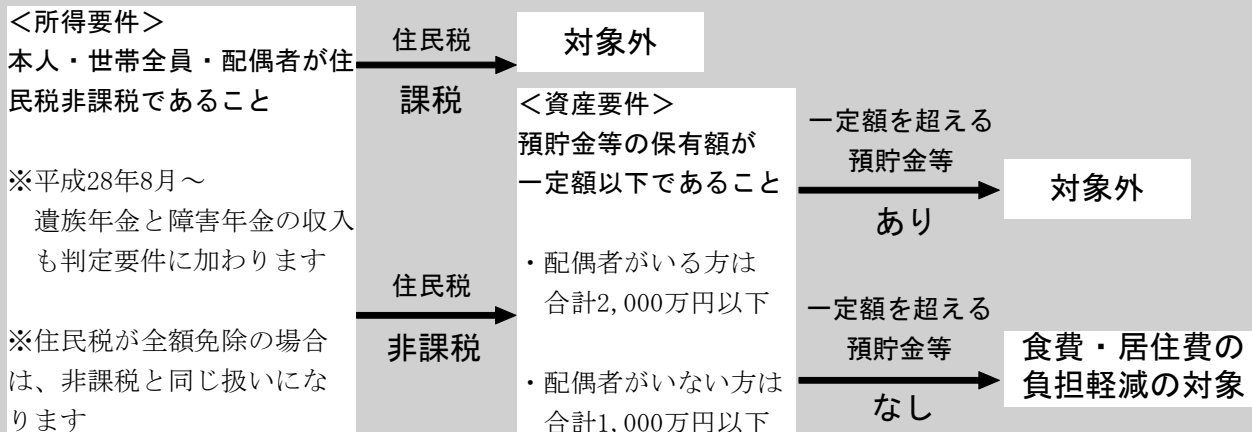 ＜所得要件＞
本人・世帯全員・配偶者が住
民税非課税であること
※平成28年8月～
遺族年金と障害年金の収入
も判定要件に加わります
※住民税が全額免除の場合
は、非課税と同じ扱いにな
ります
住民税
課税
対象外
住民税
非課税
＜資産要件＞
預貯金等の保有額が
一定額以下であること
・配偶者がいる方は
合計2,000万円以下
・配偶者がいない方は
合計1,000万円以下
一定額を超える
預貯金等
あり
対象外
一定額を超える
預貯金等
なし
食費・居住費の
負担軽減の対象